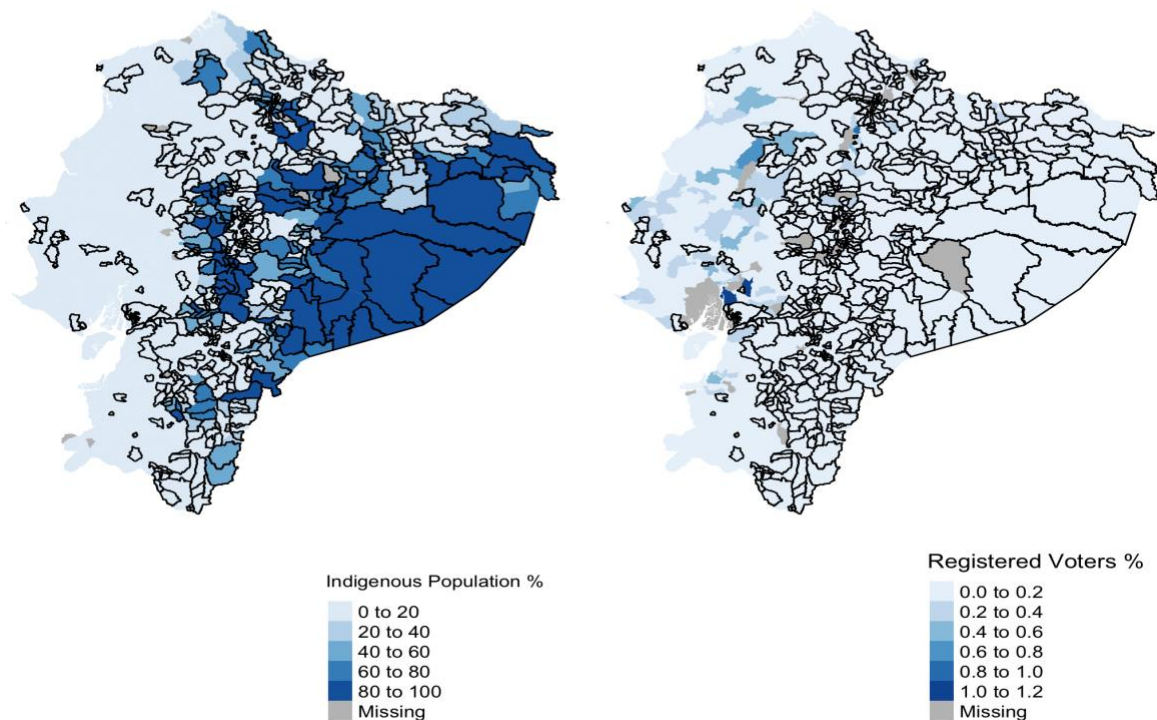 Indigenous Population %
0 to 20
20 to 40
40 to 60
60 to 80
80 to 100
Missing
Registered Voters %
0.0 to 0.2
0.2 to 0.4
0.4 to 0.6
0.6 to 0.8
0.8 to 1.0
1.0 to 1.2
Missing